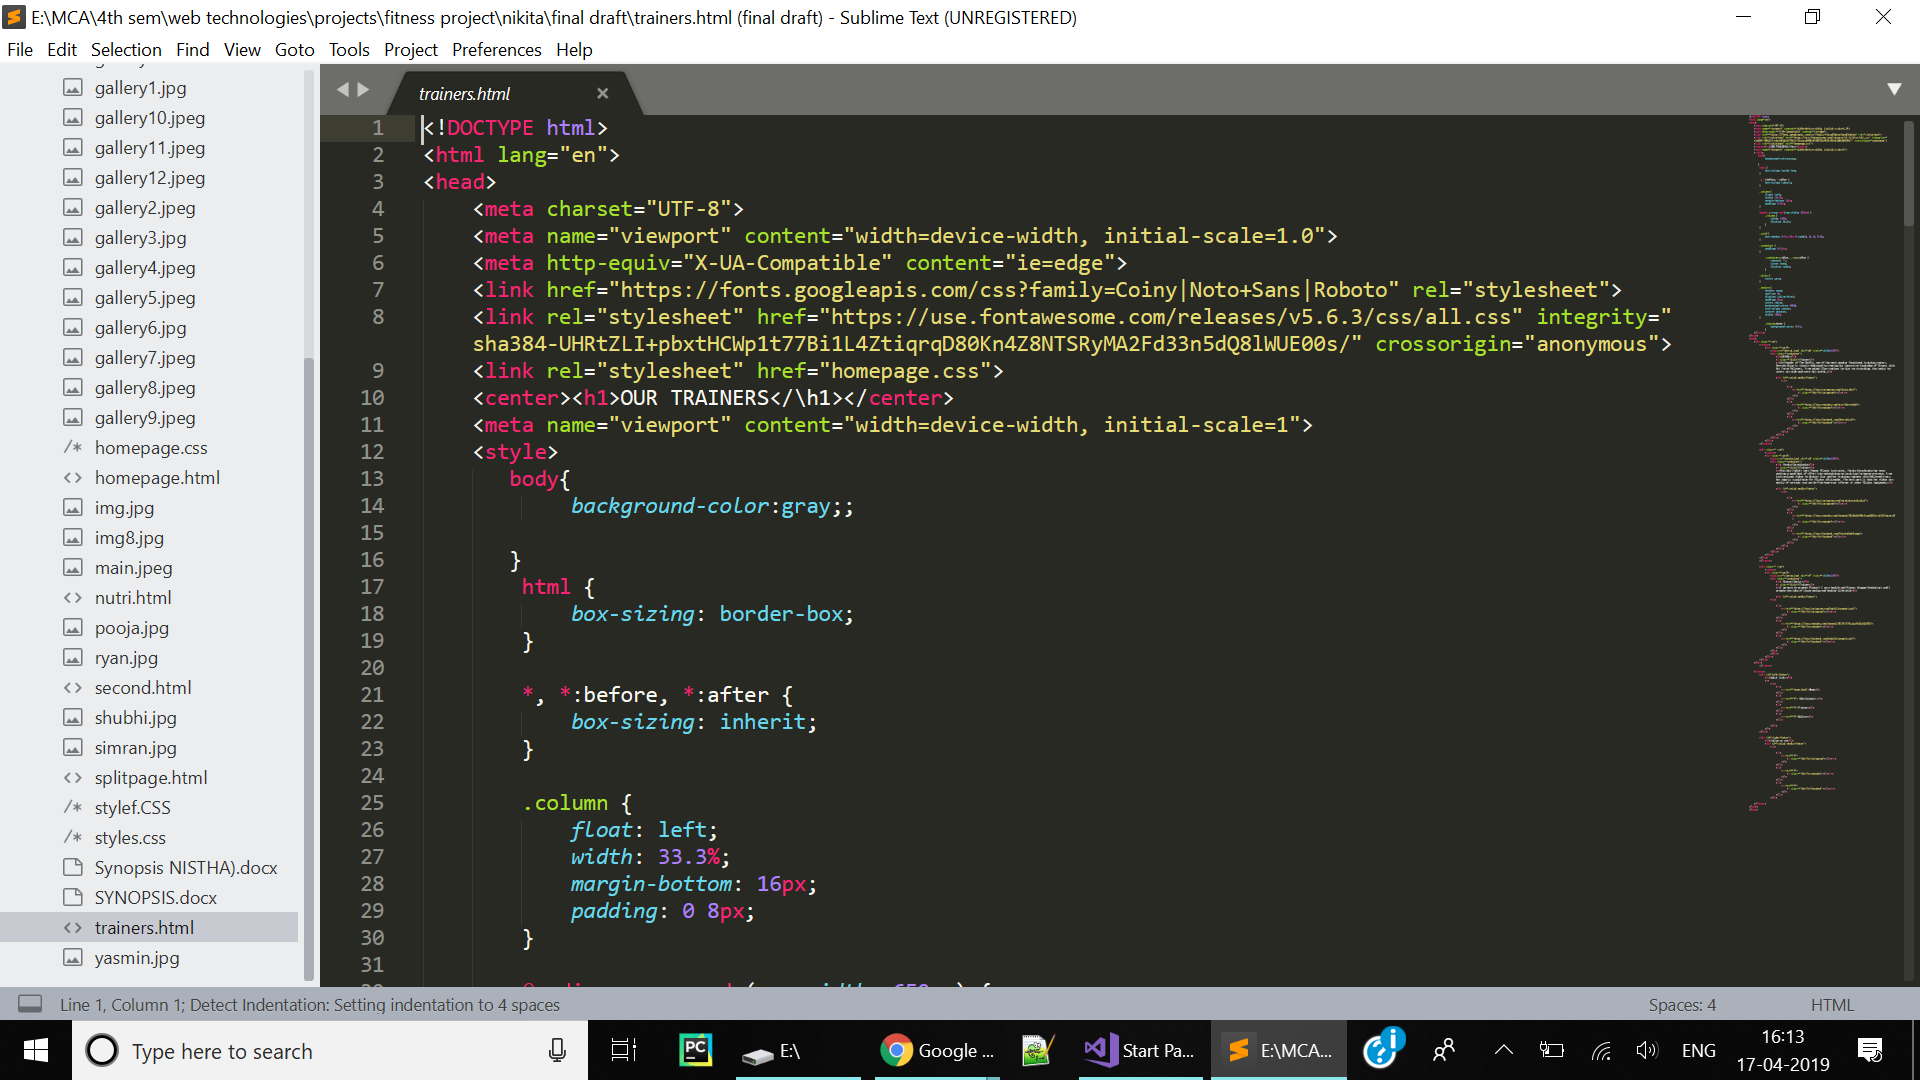 E:\MCA\4th sem\web technologies\projects\fitness project\nikita\final draft\trainers.html (final draft) - Sublime Text (UNREGISTERED)
File Edit Selection Find View Goto Tools Project Preferences Help
gallery1.jpg
gallery10.jpeg
gallery11.jpeg
gallery12.jpeg
gallery2.jpeg
gallery3.jpg
gallery4.jpeg
gallery5.jpeg
gallery6.jpg
gallery7.jpeg
gallery8.jpeg
gallery9.jpeg
/* homepage.css
<> homepage.html
img.jpg
img8.jpg
main.jpeg
<> nutri.html
pooja.jpg
ryan.jpg
<> second.html
shubhi.jpg
simran.jpg
<> splitpage.html
/* stylef.CSS
/* styles.css
Synopsis NISTHA).docx
SYNOPSIS.docx
<> trainers.html
yasmin.jpg
trainers.html
1 <!DOCTYPE html>
2 <html lang="en">
3 <head>
4 <meta charset="UTF-8">
5 <meta name="viewport" content="width=device-width, initial-scale=1.0">
6 <meta http-equiv="X-UA-Compatible" content="ie=edge">
7 <link href="https://fonts.googleapis.com/css?family=Coiny|Noto+Sans|Roboto" rel="stylesheet">
8 <link rel="stylesheet" href="https://use.fontawesome.com/releases/v5.6.3/css/all.css" integrity="
sha384-UHRtZLI+pbxtHCWp1t77Bi1L4ZtiqrqD80Kn4Z8NTSRyMA2Fd33n5dQ8lWUE00s/" crossorigin="anonymous">
9 <link rel="stylesheet" href="homepage.css">
10 <center><h1>OUR TRAINERS</\h1></center>
11 <meta name="viewport" content="width=device-width, initial-scale=1">
12 <style>
13 body{
14 background-color:gray;;
15
16 }
17 html {
18 box-sizing: border-box;
19 }
20
21 *, *:before, *:after {
22 box-sizing: inherit;
23 }
24
25 .column {
26 float: left;
27 width: 33.3%;
28 margin-bottom: 16px;
29 padding: 0 8px;
30 }
31
Line 1, Column 1; Detect Indentation: Setting indentation to 4 spaces
Spaces: 4
HTML
Type here to search
PC
E:\
Google ...
Start Pa...
E:\MCA...
ENG
16:13
17-04-2019